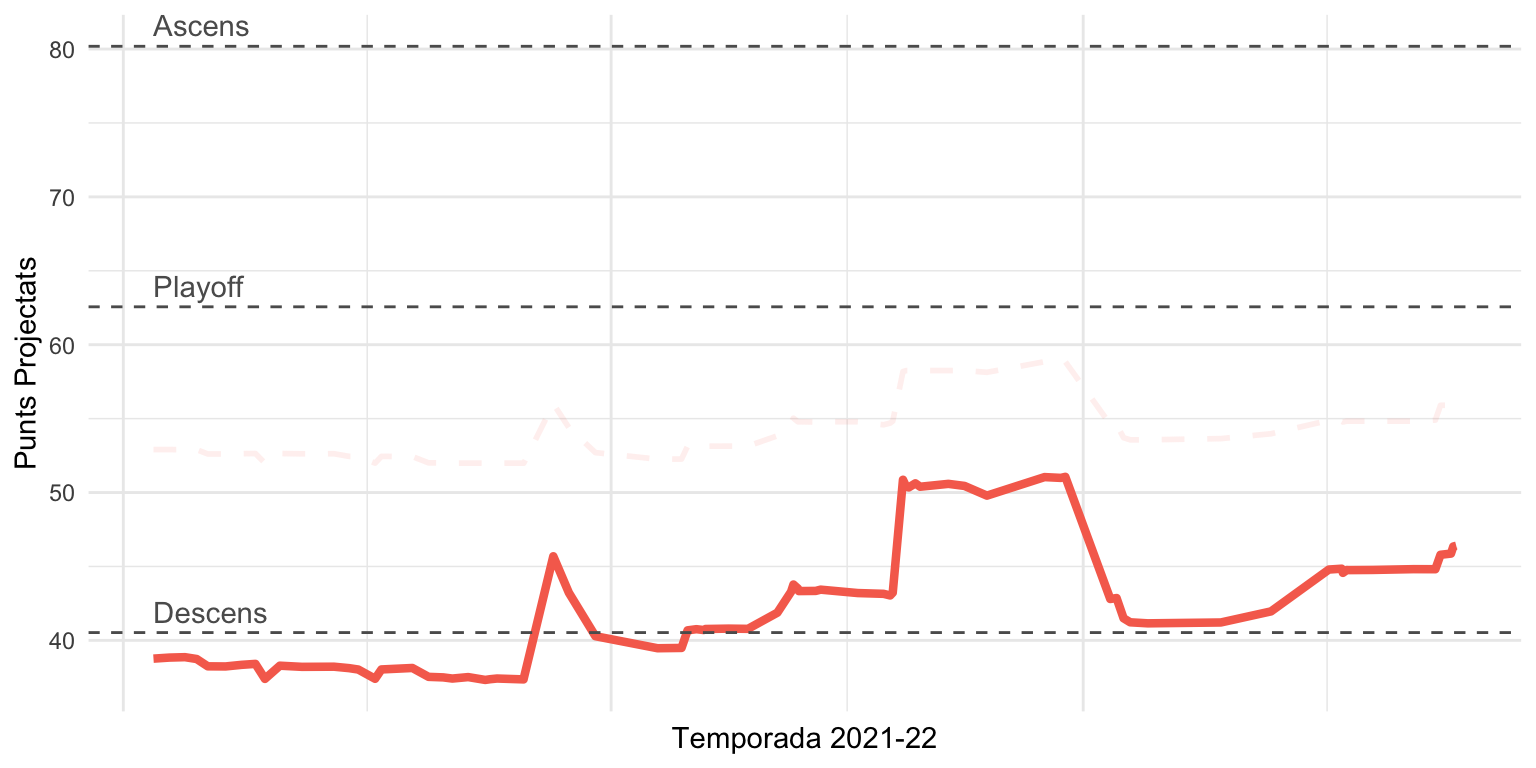 Ascens
80
70
Playoff
60
50
Descens
40
Punts Projectats
Temporada 2021-22